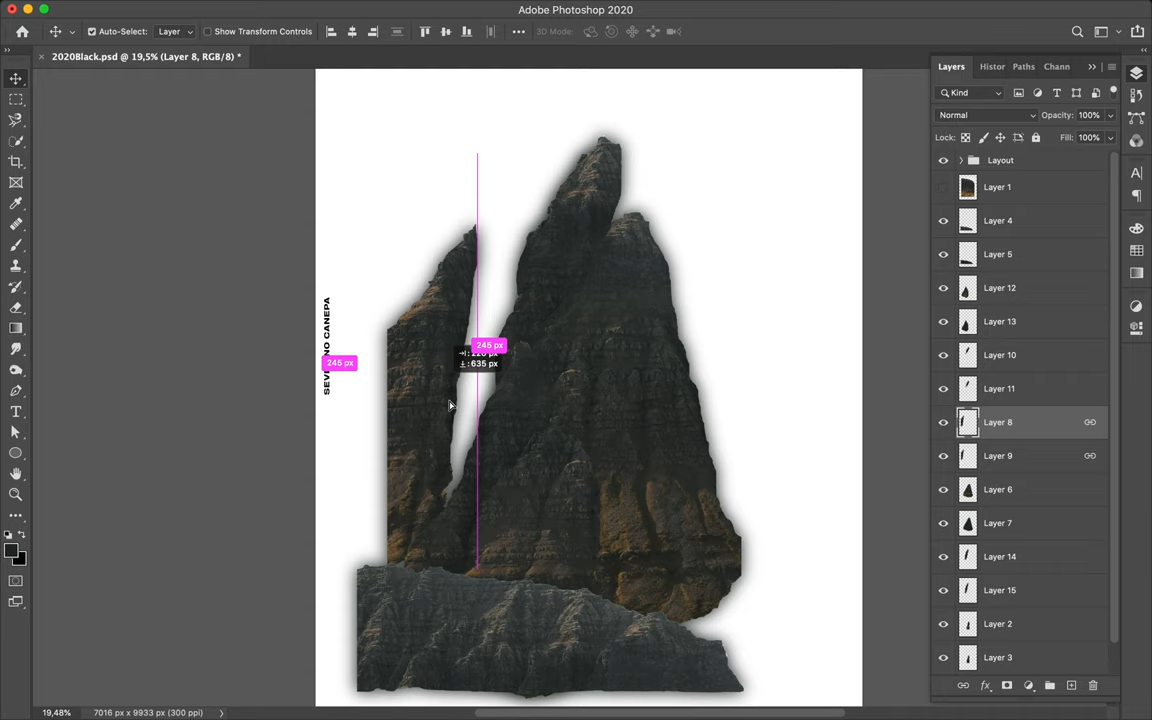 Adobe Photoshop 2020
Auto-Select: Layer Show Transform Controls 3D Mode:
2020Black.psd @ 19,5% (Layer 8, RGB/8) *
Layers Histor Paths Chann
Kind
Normal Opacity: 100%
Lock: Fill: 100%
Layout
Layer 1
Layer 4
Layer 5
Layer 12
Layer 13
Layer 10
Layer 11
Layer 8
Layer 9
Layer 6
Layer 7
Layer 14
Layer 15
Layer 2
Layer 3
CANEPA
245 px
245 px
635 px
19,48% 7016 px x 9933 px (300 ppi)